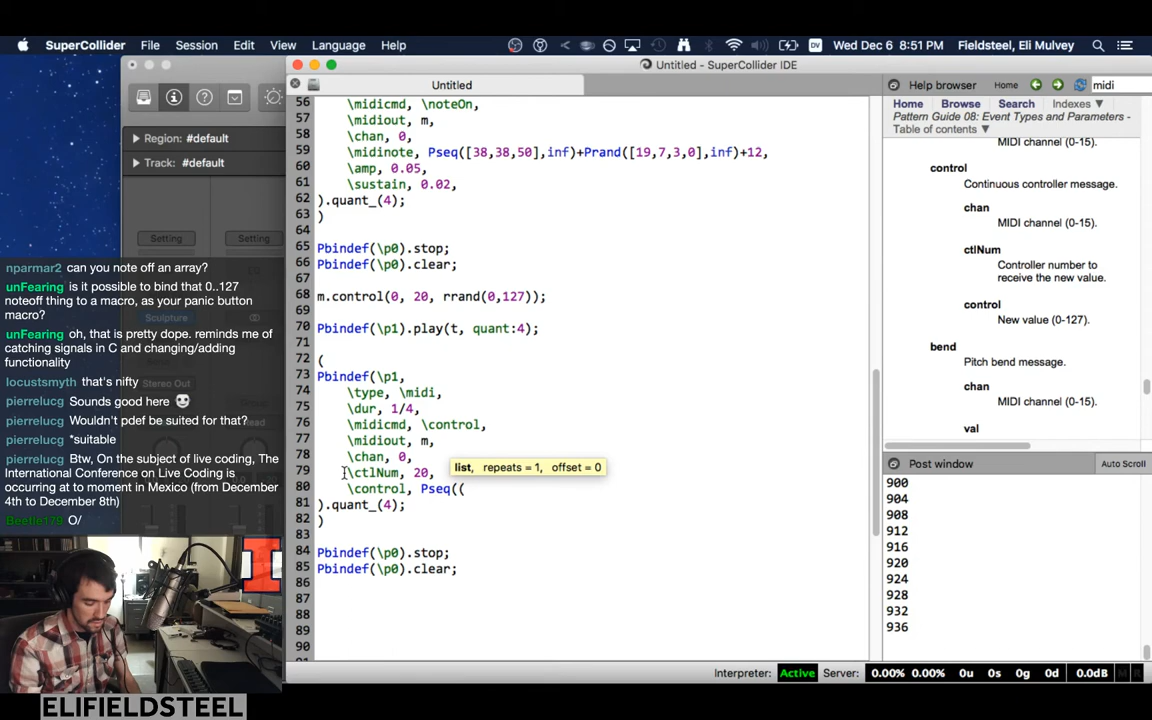 SuperCollider File Session Edit View Language Help
DV Wed Dec 6 8:51 PM Fieldsteel, Eli Mulvey
Untitled - SuperCollider IDE
Untitled
Region: #default
Track: #default
Setting Setting
Sculpture
Stereo Out
nparmar2 can you note off an array?
unFearing is it possible to bind that 0..127
noteoff thing to a macro, as your panic button
macro?
unFearing oh, that is pretty dope. reminds me of
catching signals in C and changing/adding
functionality
locustsmyth that's nifty
pierrelucg Sounds good here
pierrelucg Wouldn't pdef be suited for that?
pierrelucg *suitable
pierrelucg Btw, On the subject of live coding, The
International Conference on Live Coding is
occurring at to moment in Mexico (from December
4th to December 8th)
Beetle179 O/
56 \midicmd, \noteOn,
57 \midiout, m,
58 \chan, 0,
59 \midinote, Pseq([38,38,50],inf)+Prand([19,7,3,0],inf)+12,
60 \amp, 0.05,
61 \sustain, 0.02,
62 ).quant_(4);
63 )
64
65 Pbindef(\p0).stop;
66 Pbindef(\p0).clear;
67
68 m.control(0, 20, rrand(0,127));
69
70 Pbindef(\p1).play(t, quant:4);
71
72 (
73 Pbindef(\p1,
74 \type, \midi,
75 \dur, 1/4,
76 \midicmd, \control,
77 \midiout, m,
78 \chan, 0,
79 \ctlNum, 20,
list, repeats = 1, offset = 0
80 \control, Pseq((
81 ).quant_(4);
82 )
83
84 Pbindef(\p0).stop;
85 Pbindef(\p0).clear;
86
87
88
89
90
Help browser Home midi
Home Browse Search Indexes ▼
Pattern Guide 08: Event Types and Parameters -
Table of contents ▼
MIDI channel (0-15).
control
Continuous controller message.
chan
MIDI channel (0-15).
ctlNum
Controller number to
receive the new value.
control
New value (0-127).
bend
Pitch bend message.
chan
MIDI channel (0-15).
val
Post window Auto Scroll
900
904
908
912
916
920
924
928
932
936
Interpreter: Active Server: 0.00% 0.00% 0u 0s 0g 0d 0.0dB M R
ELIFIELDSTEEL